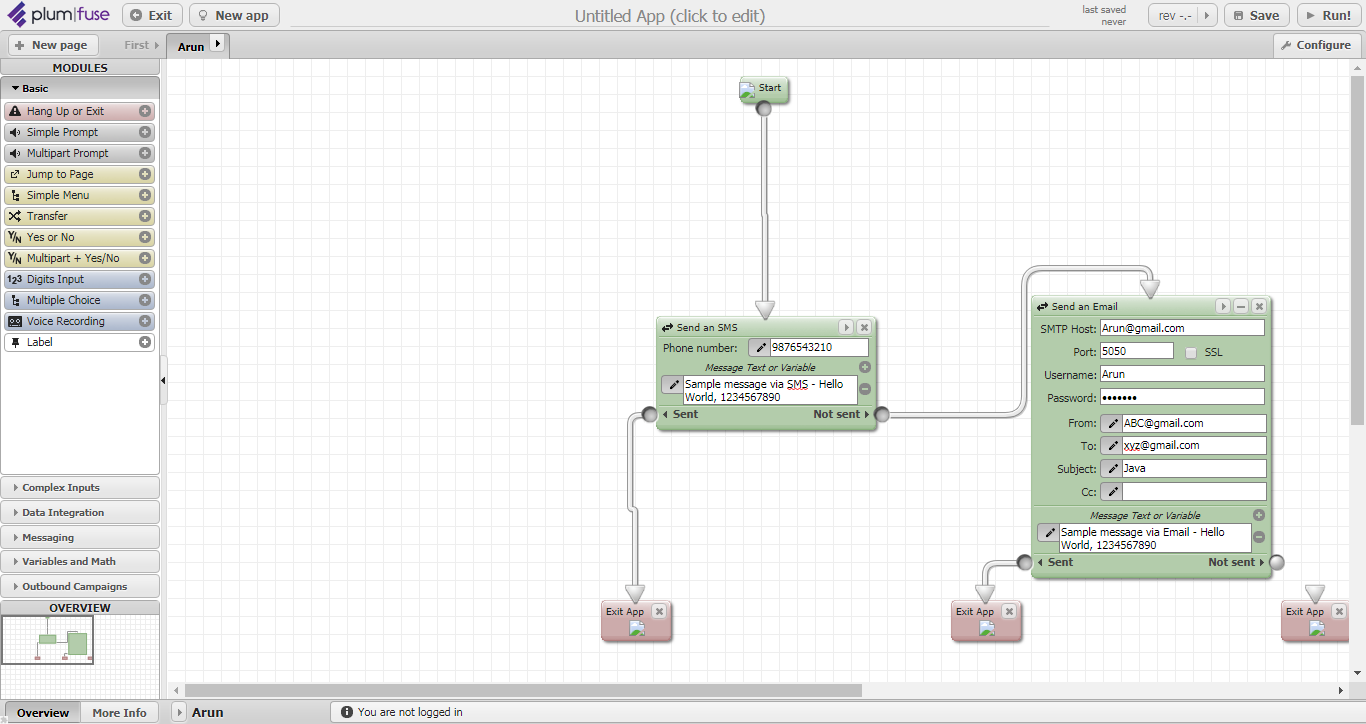 plum|fuse
Exit
New app
Untitled App (click to edit)
last saved
never
rev -.-
Save
Run!
New page
First
Arun
Configure
MODULES
Basic
Hang Up or Exit
Simple Prompt
Multipart Prompt
Jump to Page
Simple Menu
Transfer
Y/N Yes or No
Y/N Multipart + Yes/No
123 Digits Input
Multiple Choice
Voice Recording
Label
Complex Inputs
Data Integration
Messaging
Variables and Math
Outbound Campaigns
OVERVIEW
Overview
More Info
Start
Send an SMS
Phone number:
9876543210
Message Text or Variable
Sample message via SMS - Hello
World, 1234567890
Sent
Not sent
Send an Email
SMTP Host:
Arun@gmail.com
Port:
5050
SSL
Username:
Arun
Password:
•••••••
From:
ABC@gmail.com
To:
xyz@gmail.com
Subject:
Java
Cc:
Message Text or Variable
Sample message via Email - Hello
World, 1234567890
Sent
Not sent
Exit App
Exit App
Exit App
Arun
You are not logged in